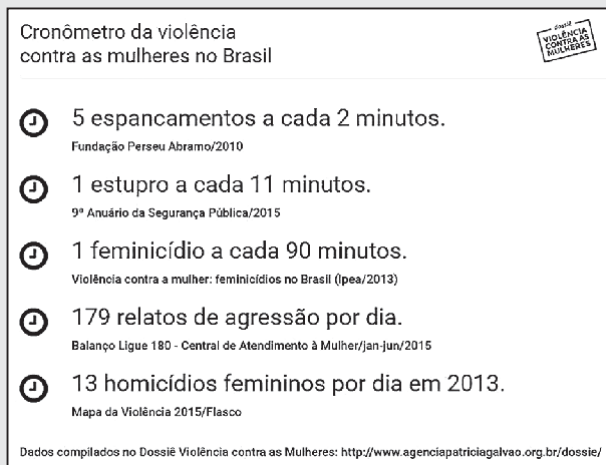 Cronômetro da violência
contra as mulheres no Brasil
dossiê
VIOLÊNCIA
CONTRA AS
MULHERES
5 espancamentos a cada 2 minutos.
Fundação Perseu Abramo/2010
1 estupro a cada 11 minutos.
9º Anuário da Segurança Pública/2015
1 feminicídio a cada 90 minutos.
Violência contra a mulher: feminicídios no Brasil (Ipea/2013)
179 relatos de agressão por dia.
Balanço Ligue 180 - Central de Atendimento à Mulher/jan-jun/2015
13 homicídios femininos por dia em 2013.
Mapa da Violência 2015/Flasco
Dados compilados no Dossiê Violência contra as Mulheres: http://www.agenciapatriciagalvao.org.br/dossie/